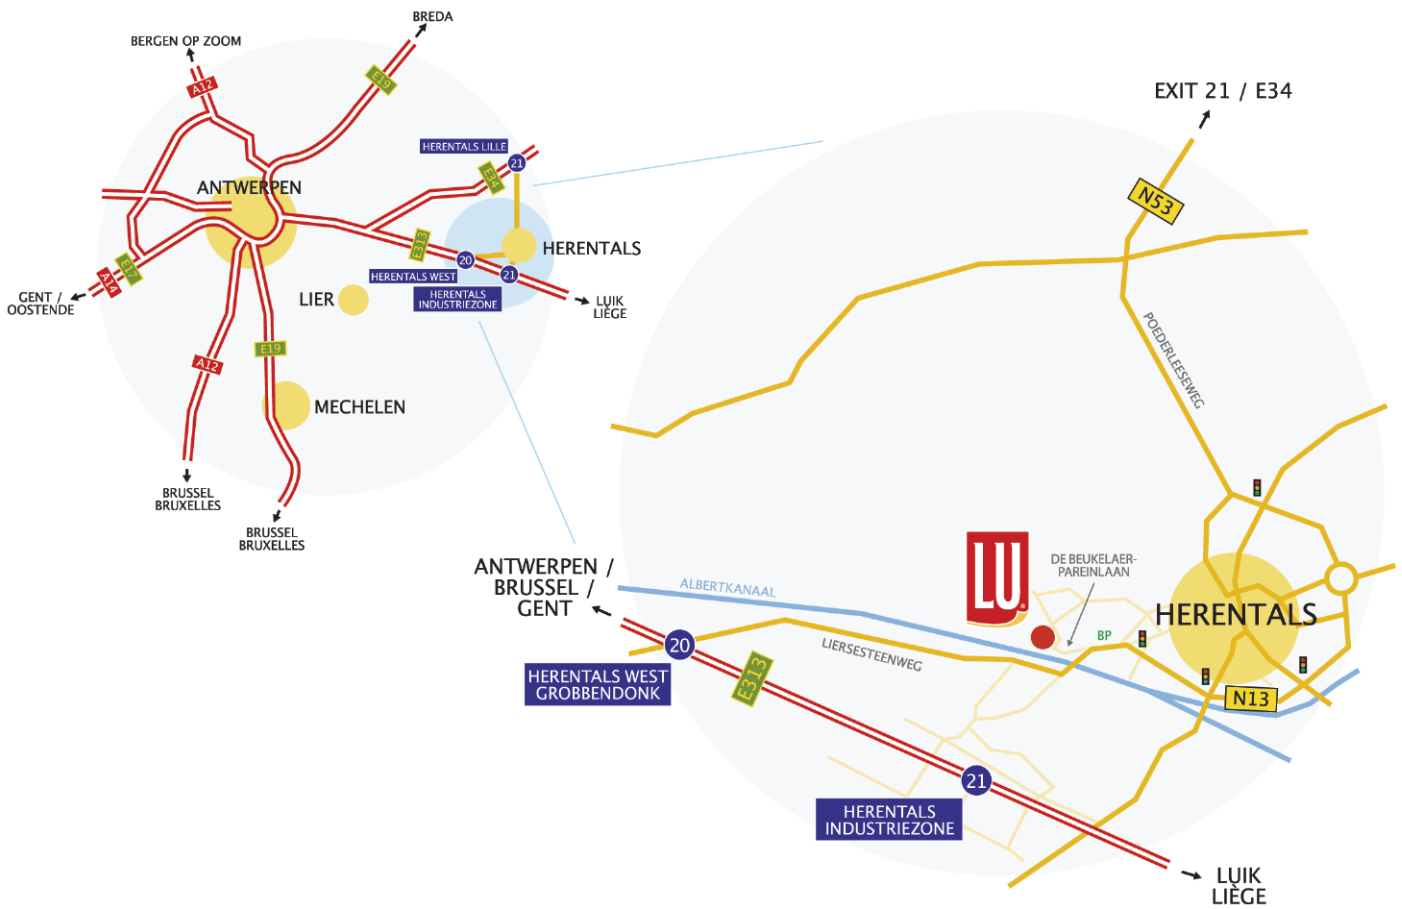 BREDA
BERGEN OP ZOOM
E19
A12
HERENTALS LILLE
21
E34
ANTWERPEN
E313
HERENTALS
20
HERENTALS WEST
21
HERENTALS
INDUSTRIEZONE
E17
A14
GENT /
OOSTENDE
LIER
LUIK
LIÈGE
E19
A12
MECHELEN
BRUSSEL
BRUXELLES
BRUSSEL
BRUXELLES
EXIT 21 / E34
N53
POEDERLEESEWEG
ANTWERPEN /
BRUSSEL /
GENT
ALBERTKANAAL
LU
DE BEUKELAER-
PAREINLAAN
HERENTALS
BP
LIERSESTEENWEG
20
HERENTALS WEST
GROBBENDONK
E313
N13
21
HERENTALS
INDUSTRIEZONE
LUIK
LIÈGE